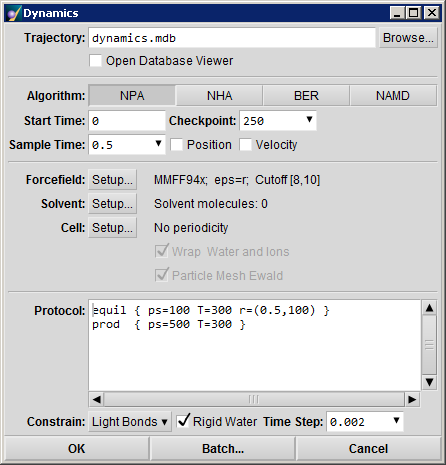 Dynamics
Trajectory: dynamics.mdb Browse...
Open Database Viewer
Algorithm: NPA NHA BER NAMD
Start Time: 0 Checkpoint: 250
Sample Time: 0.5 Position Velocity
Forcefield: Setup... MMFF94x; eps=r; Cutoff [8,10]
Solvent: Setup... Solvent molecules: 0
Cell: Setup... No periodicity
Wrap Water and Ions
Particle Mesh Ewald
Protocol: equil { ps=100 T=300 r=(0.5,100) }
prod { ps=500 T=300 }
Constrain: Light Bonds Rigid Water Time Step: 0.002
OK Batch... Cancel